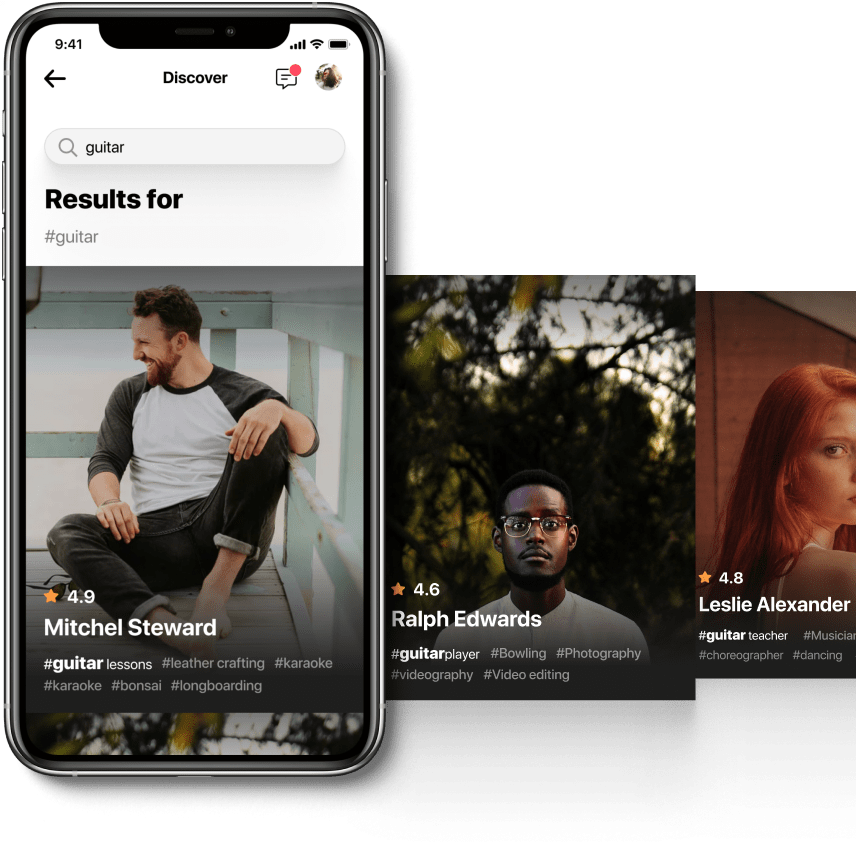 9:41
Discover
guitar
Results for
#guitar
4.9
Mitchel Steward
#guitar lessons #leather crafting #karaoke
#karaoke #bonsai #longboarding
4.6
Ralph Edwards
#guitarplayer #Bowling #Photography
#videography #Video editing
4.8
Leslie Alexander
#guitar teacher #Musician
#choreographer #dancing